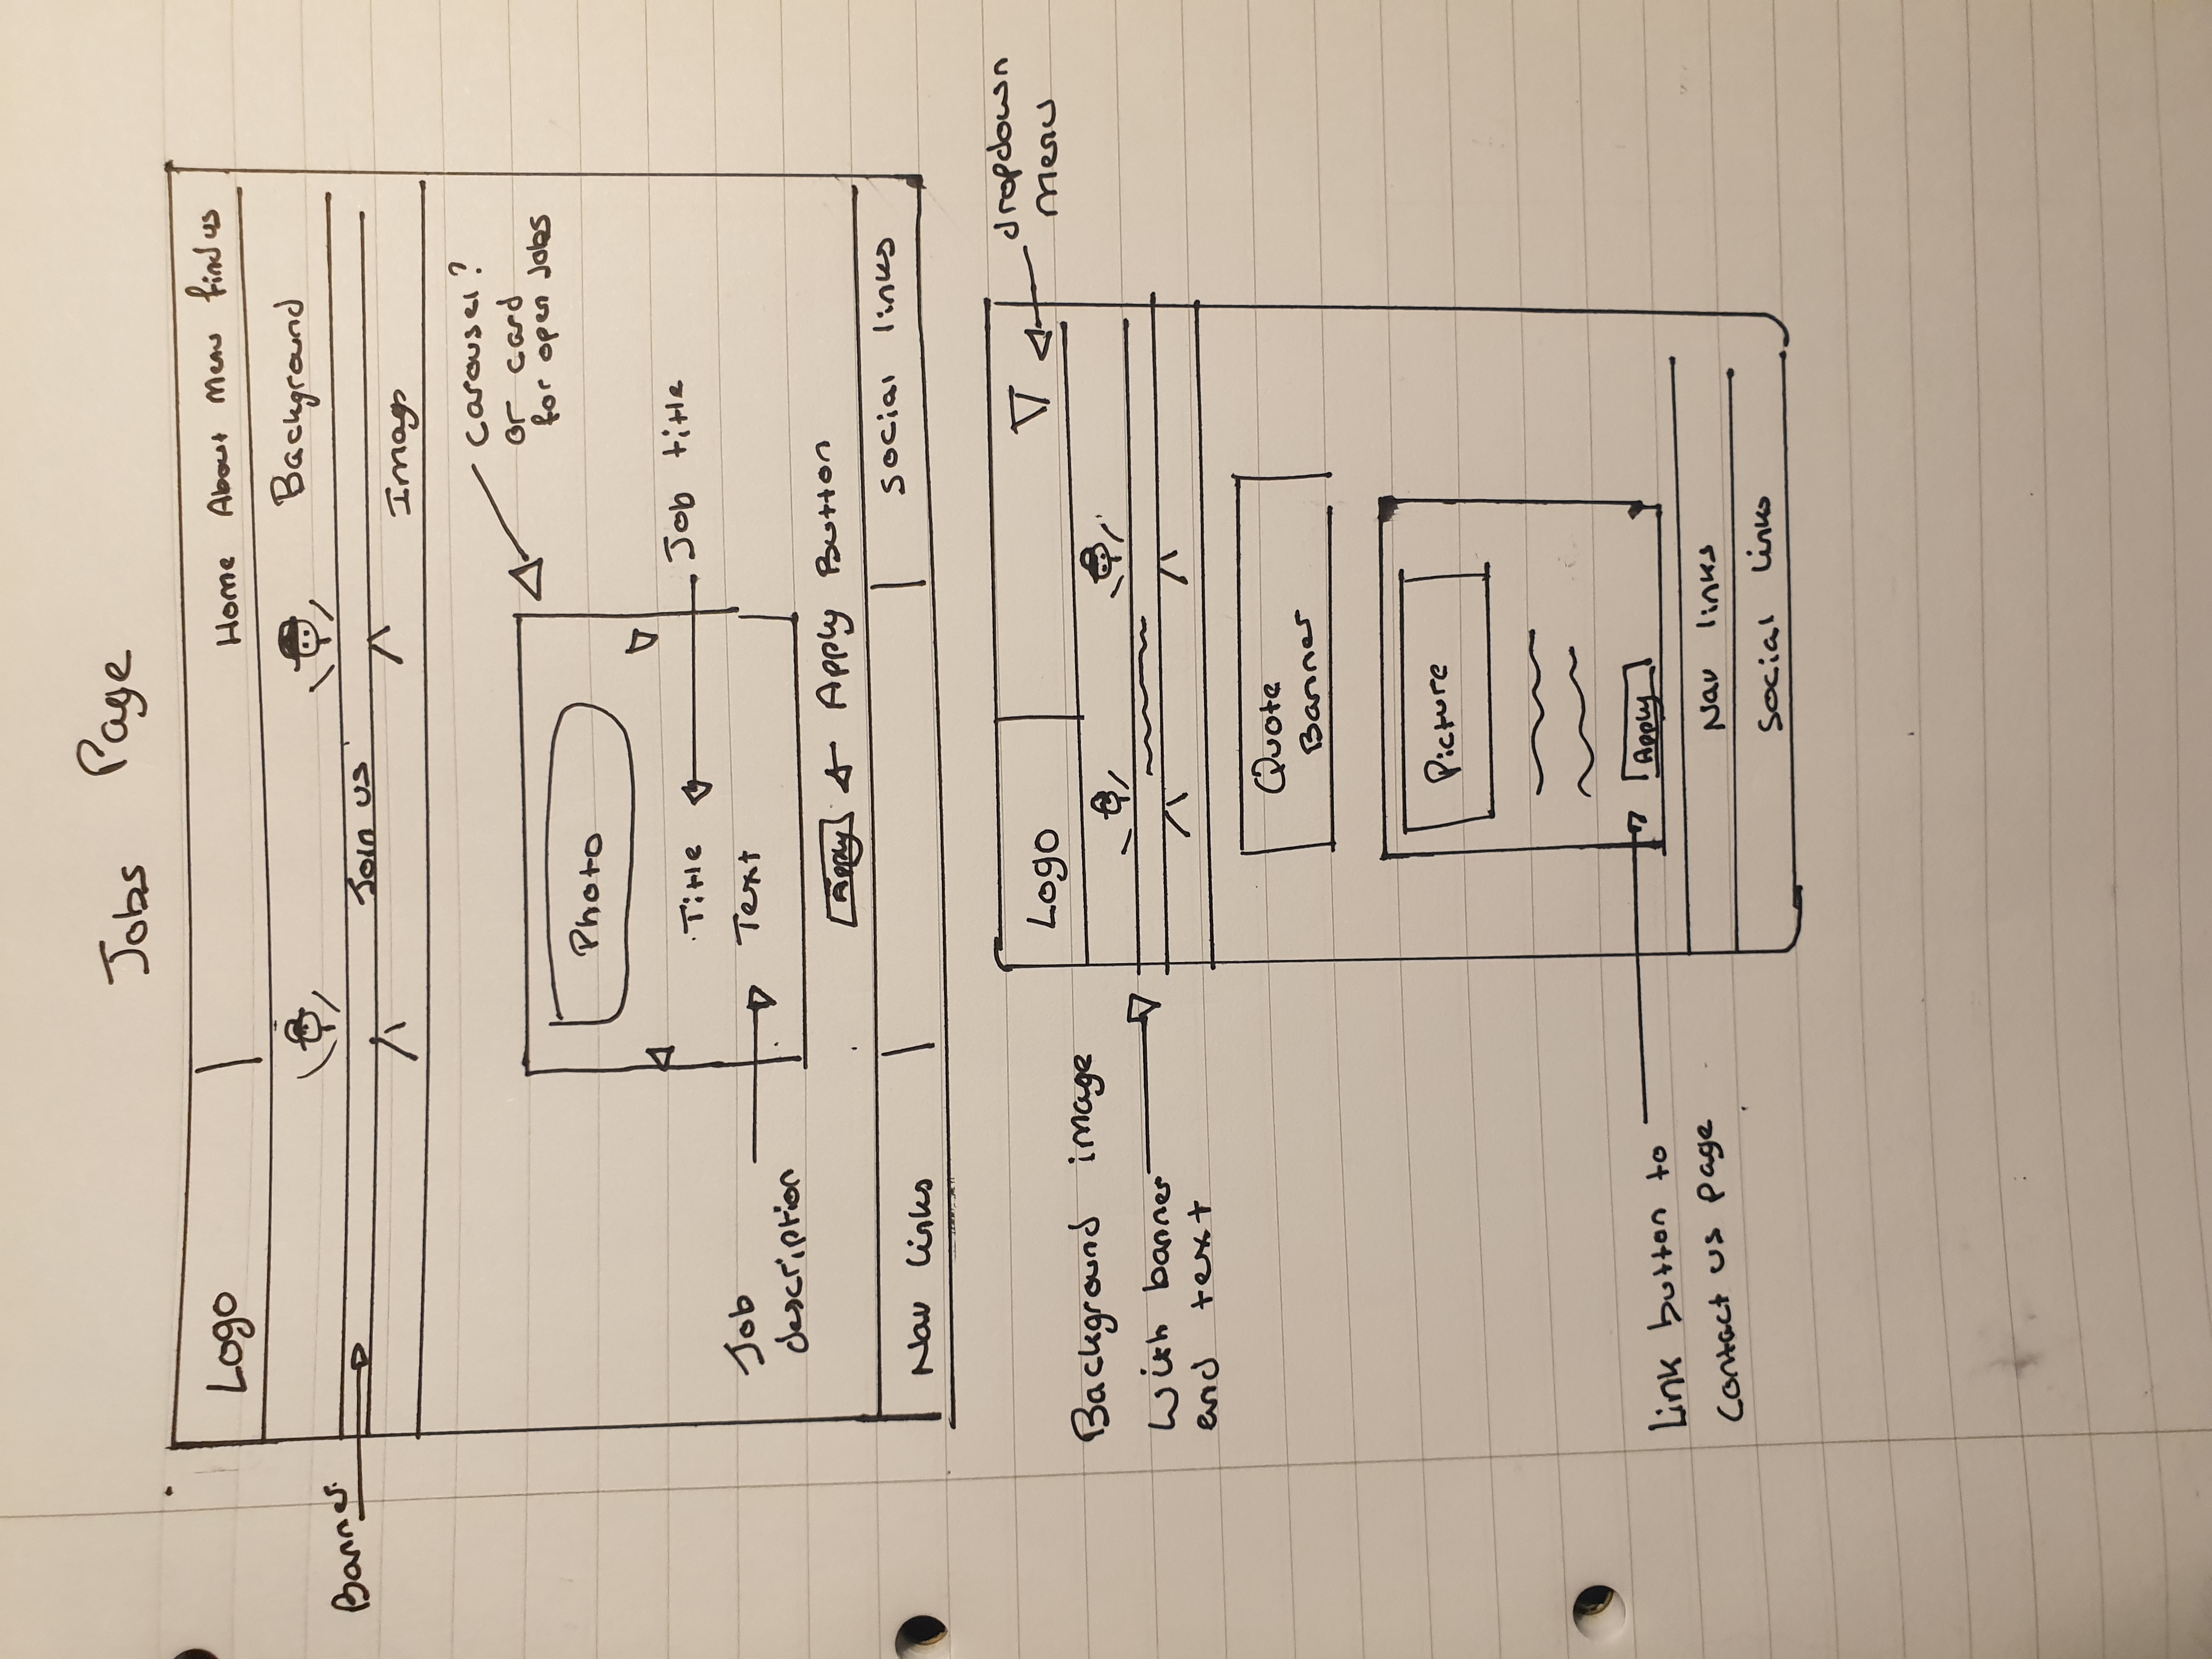 Jobs Page
Logo
Home About Menu find us
Background
Banner
Join us
Image
Carousel?
or card
for open Jobs
Photo
Title
Job title
Job
description
Text
Apply
Apply Button
Nav links
Social links
Logo
dropdown
menu
Background image
With banner
and text
Quote
Banner
Picture
Apply
Link button to
Contact us page
Nav links
Social links